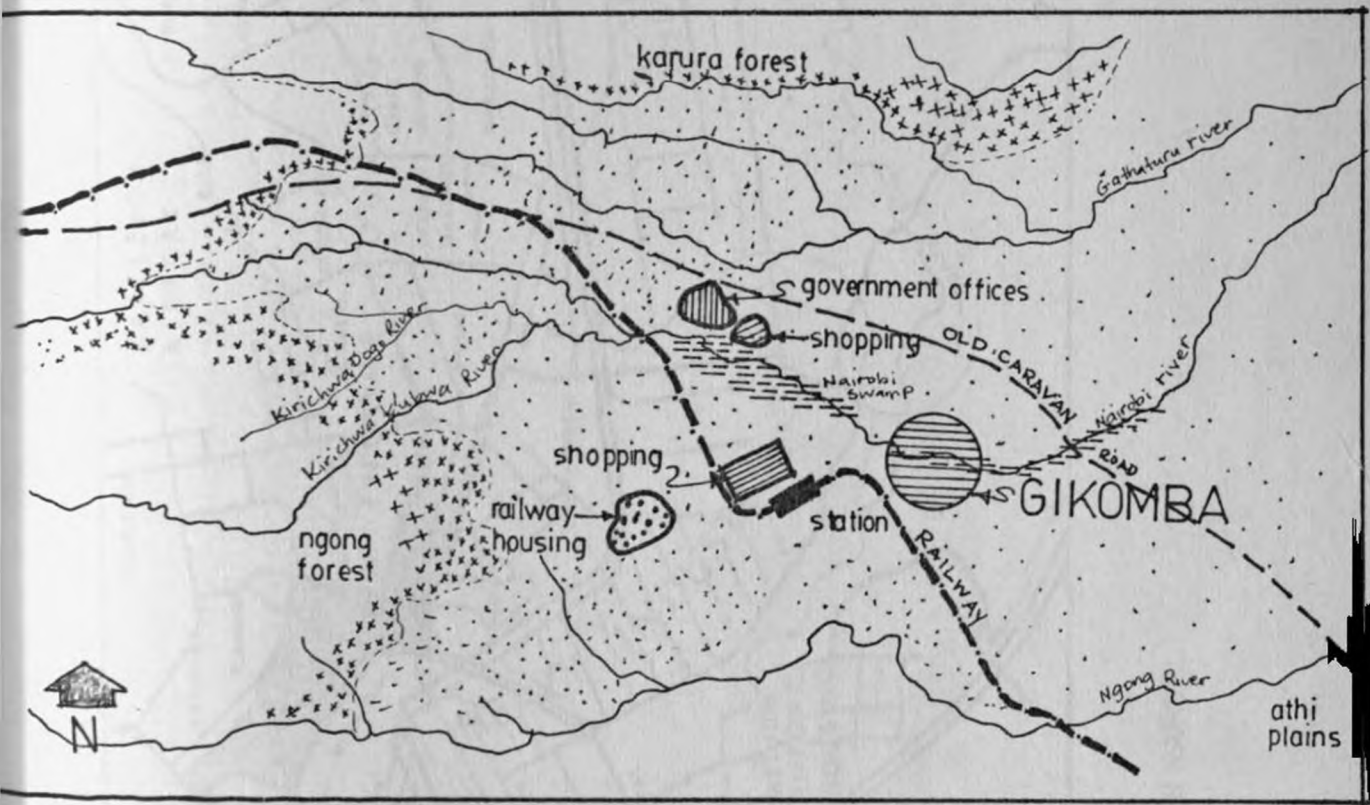 karura forest
Gathaturu river
government offices
shopping
OLD CARAVAN
ROAD
Nairobi river
Nairobi
swamp
Kirichwa Dogo River
Kirichwa Kubwa River
shopping
railway
housing
station
GIKOMBA
RAILWAY
ngong
forest
Ngong River
athi
plains
N